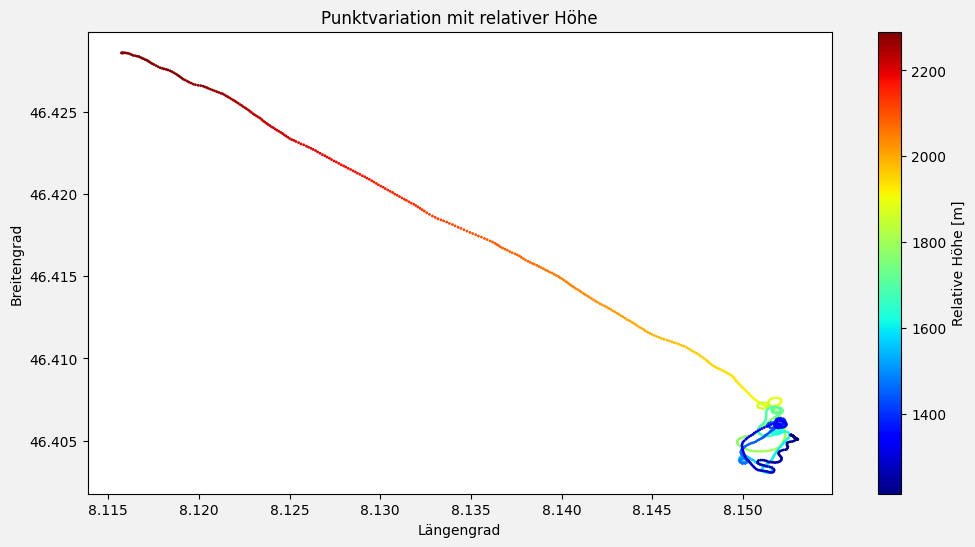 Punktvariation mit relativer Höhe
46.425
46.420
46.415
46.410
46.405
Breitengrad
8.115 8.120 8.125 8.130 8.135 8.140 8.145 8.150
Längengrad
2200
2000
1800
1600
1400
Relative Höhe [m]